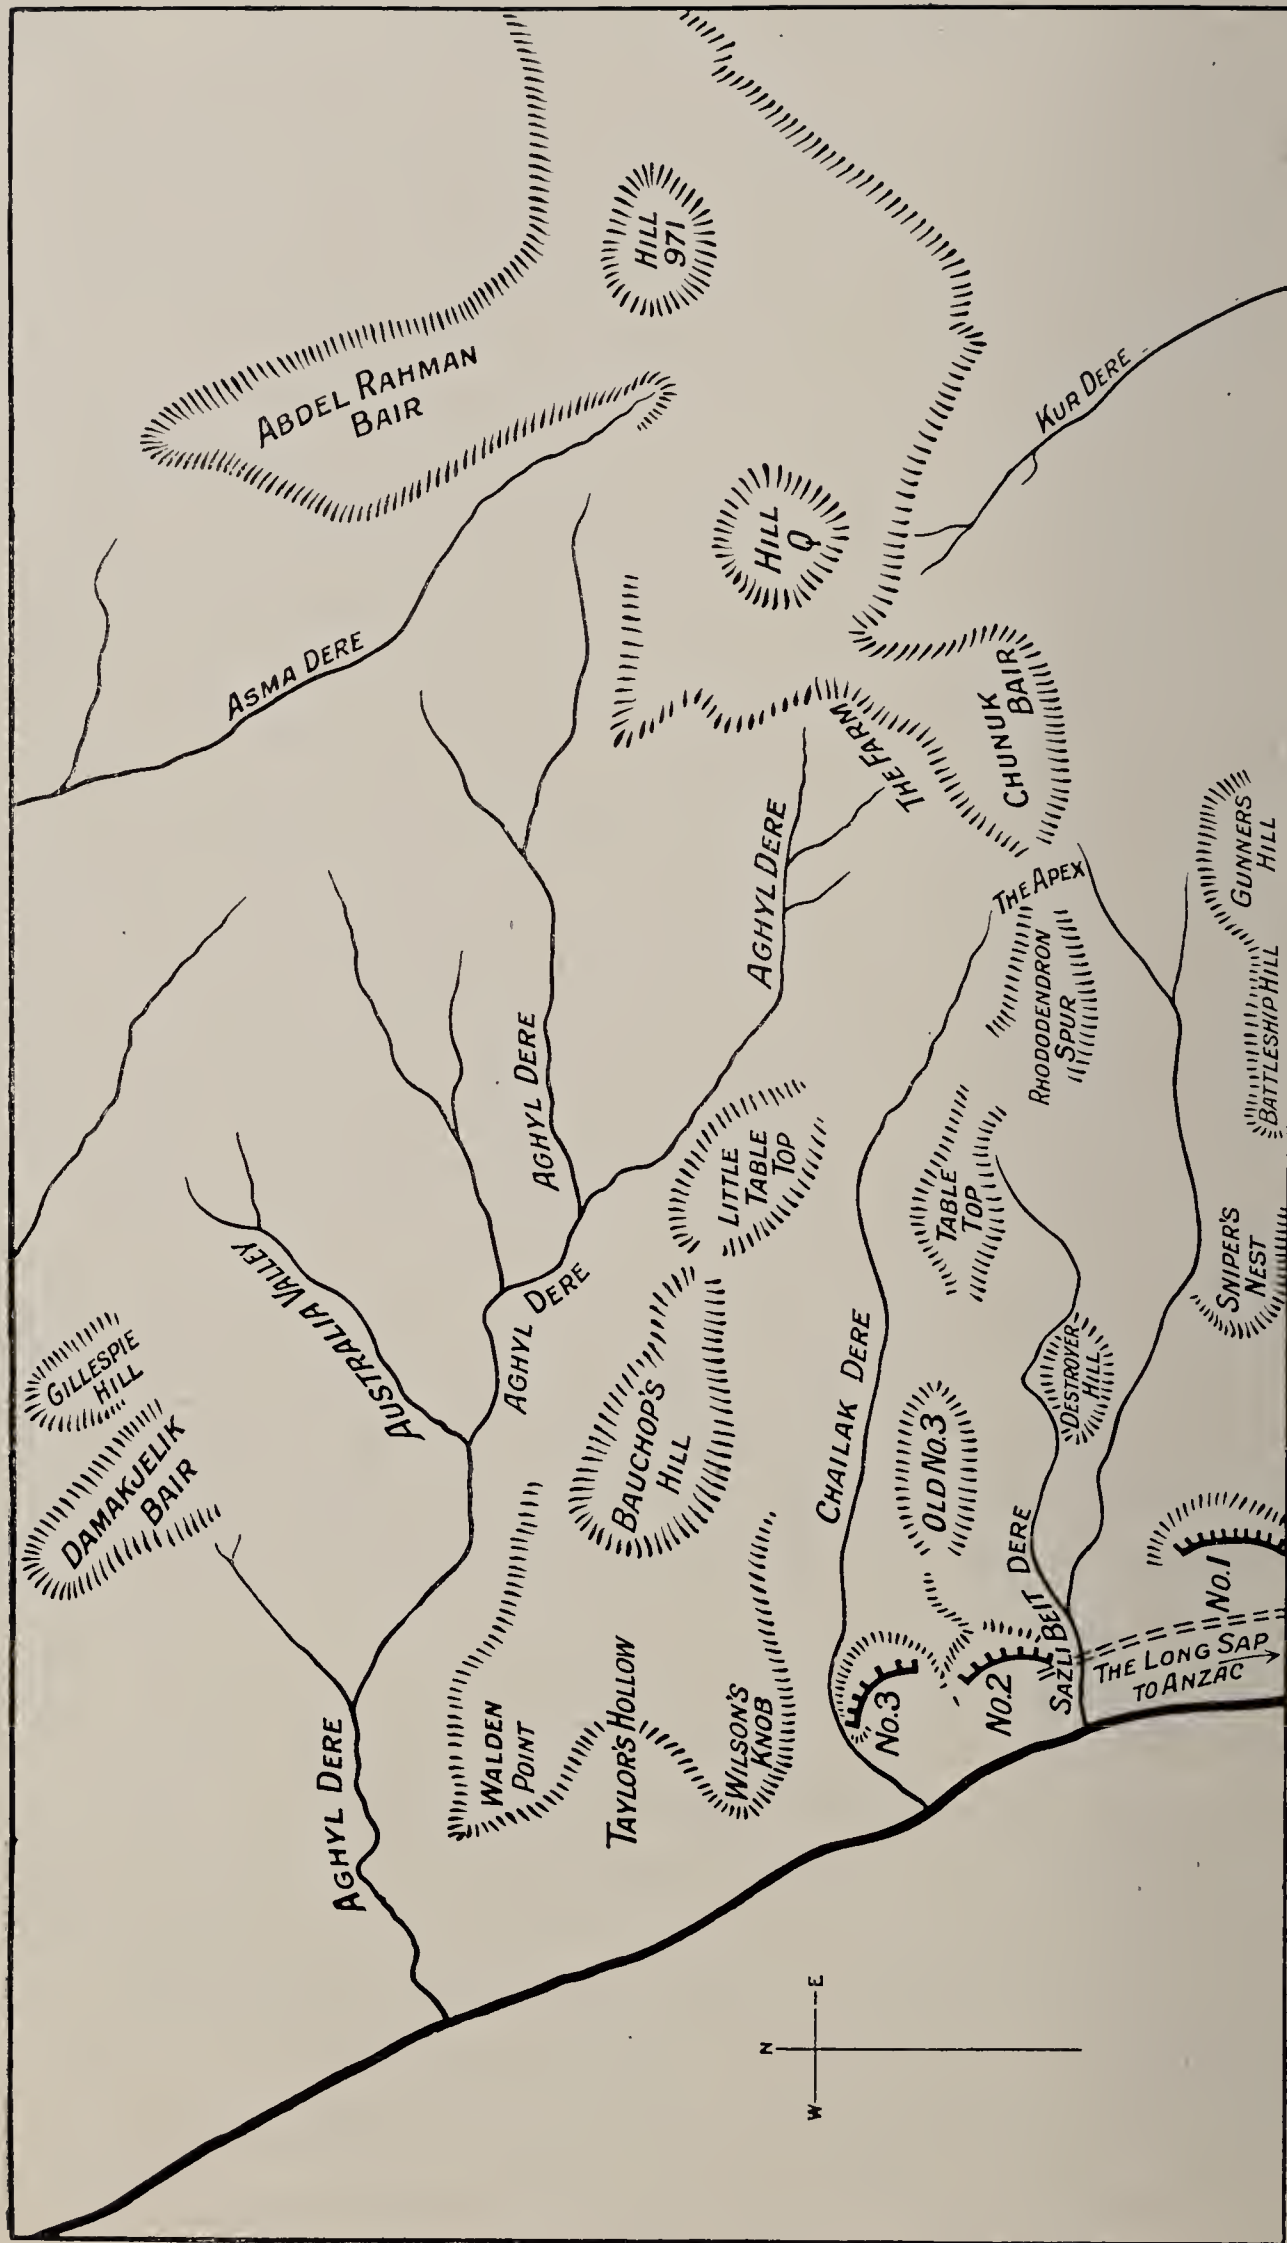 GILLESPIE
HILL
DAMAKJELIK
BAIR
ABDEL RAHMAN
BAIR
ASMA DERE
AUSTRALIA VALLEY
AGHYL DERE
AGHYL DERE
AGHYL DERE
AGHYL DERE
HILL
971
HILL
Q
WALDEN
POINT
TAYLOR'S HOLLOW
WILSON'S
KNOB
BAUCHOP'S
HILL
LITTLE
TABLE
TOP
THE FARM
CHUNUK
BAIR
KUR DERE
CHAILAK DERE
TABLE
TOP
THE APEX
RHODODENDRON
SPUR
No.3
OLD No.3
No.2
SAZLI BEIT DERE
DESTROYER
HILL
THE LONG SAP
TO ANZAC
No.1
SNIPER'S
NEST
BATTLESHIP HILL
GUNNERS
HILL
N
W
E